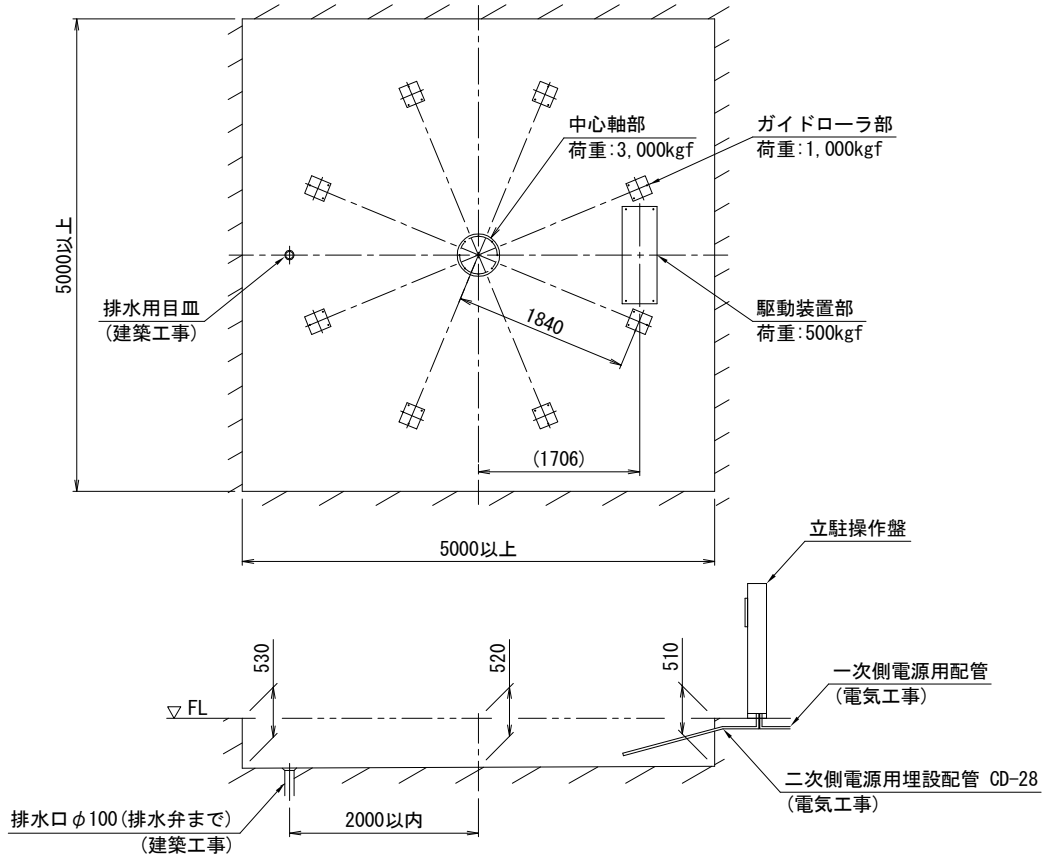 中心軸部
荷重:3,000kgf
ガイドローラ部
荷重:1,000kgf
5000以上
排水用目皿
(建築工事)
1840
駆動装置部
荷重:500kgf
(1706)
5000以上
立駐操作盤
530
520
510
一次側電源用配管
(電気工事)
▽ FL
二次側電源用埋設配管 CD-28
(電気工事)
排水口φ100(排水弁まで)
(建築工事)
2000以内